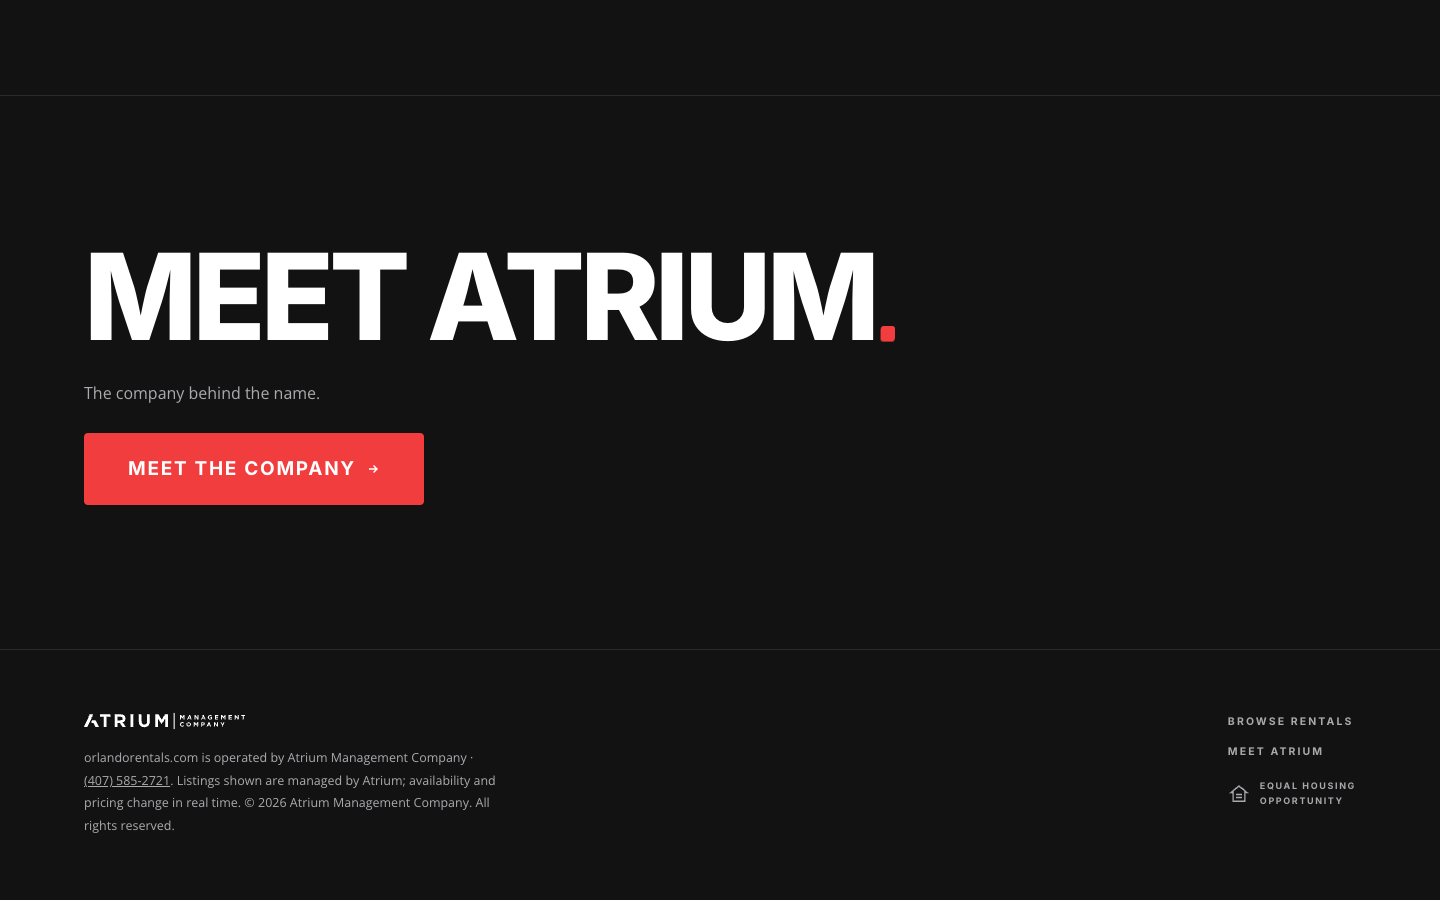 MEET ATRIUM.
The company behind the name.
MEET THE COMPANY →
ATRIUM MANAGEMENT COMPANY
orlandorentals.com is operated by Atrium Management Company ·
(407) 585-2721. Listings shown are managed by Atrium; availability and
pricing change in real time. © 2026 Atrium Management Company. All
rights reserved.
BROWSE RENTALS
MEET ATRIUM
EQUAL HOUSING
OPPORTUNITY